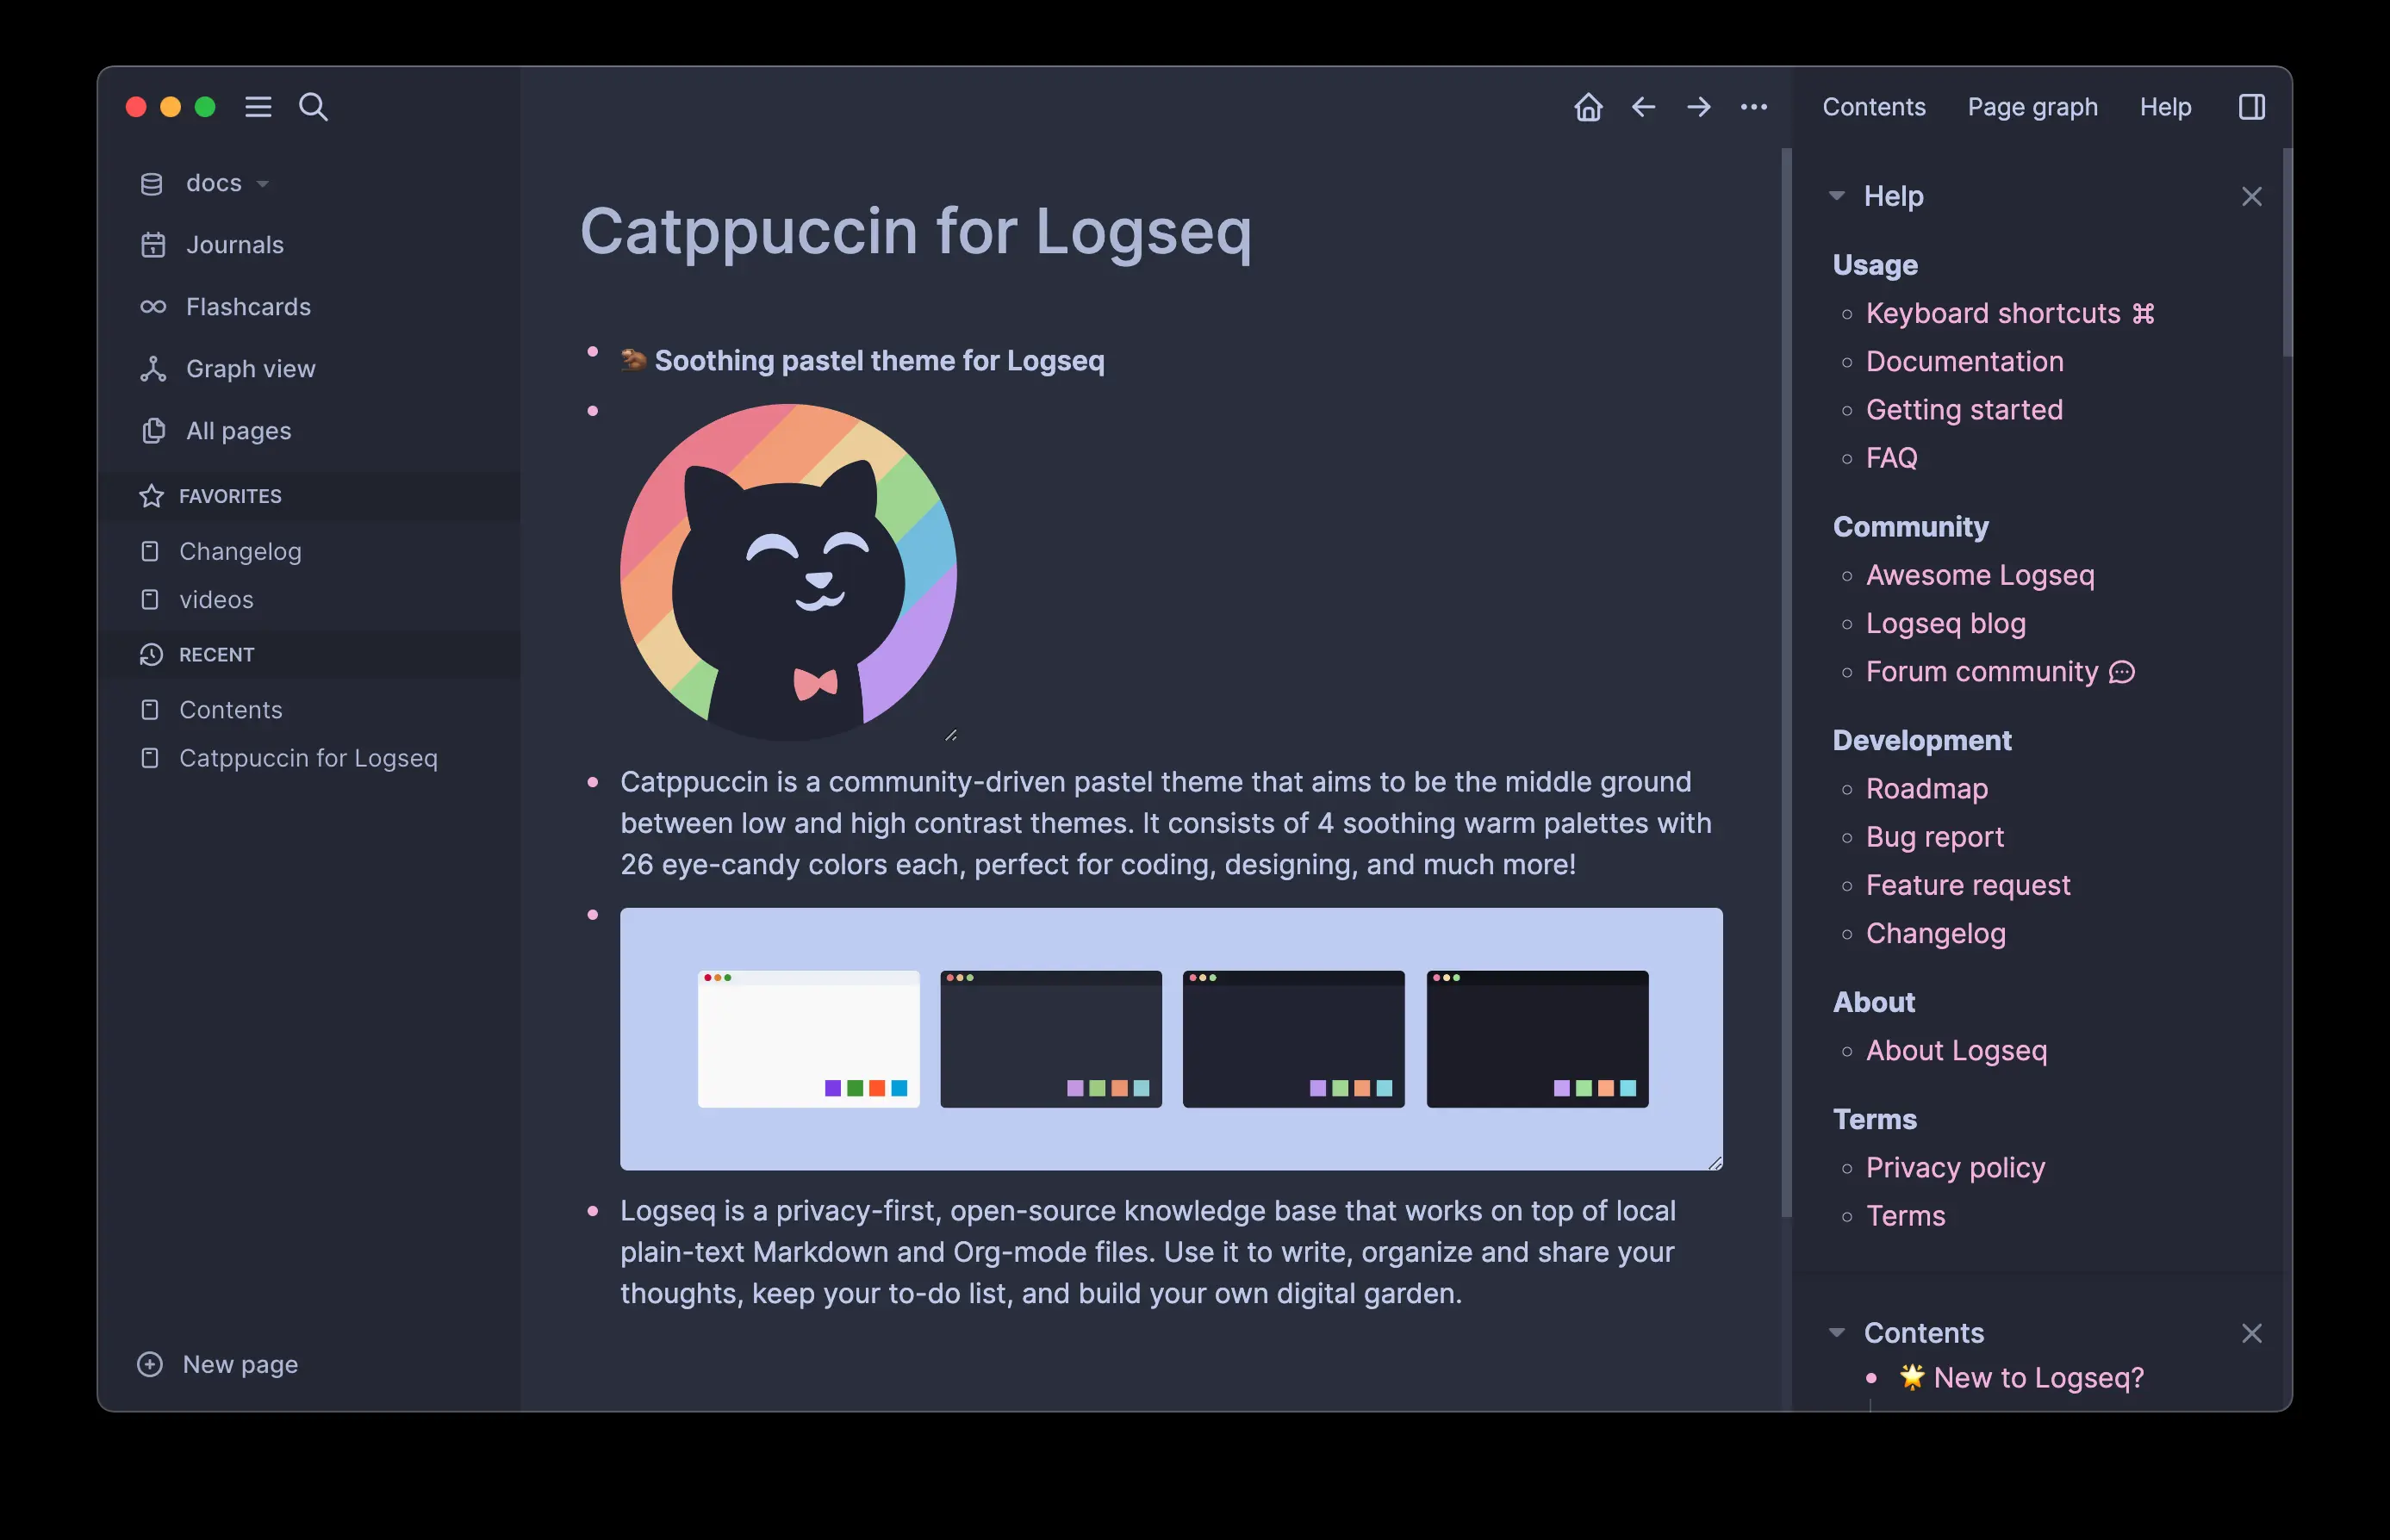 docs
Journals
Flashcards
Graph view
All pages
FAVORITES
Changelog
videos
RECENT
Contents
Catppuccin for Logseq
New page
Catppuccin for Logseq
🦫 Soothing pastel theme for Logseq
Catppuccin is a community-driven pastel theme that aims to be the middle ground
between low and high contrast themes. It consists of 4 soothing warm palettes with
26 eye-candy colors each, perfect for coding, designing, and much more!
Logseq is a privacy-first, open-source knowledge base that works on top of local
plain-text Markdown and Org-mode files. Use it to write, organize and share your
thoughts, keep your to-do list, and build your own digital garden.
Contents Page graph Help
Help
Usage
Keyboard shortcuts ⌘
Documentation
Getting started
FAQ
Community
Awesome Logseq
Logseq blog
Forum community
Development
Roadmap
Bug report
Feature request
Changelog
About
About Logseq
Terms
Privacy policy
Terms
Contents
🌟 New to Logseq?